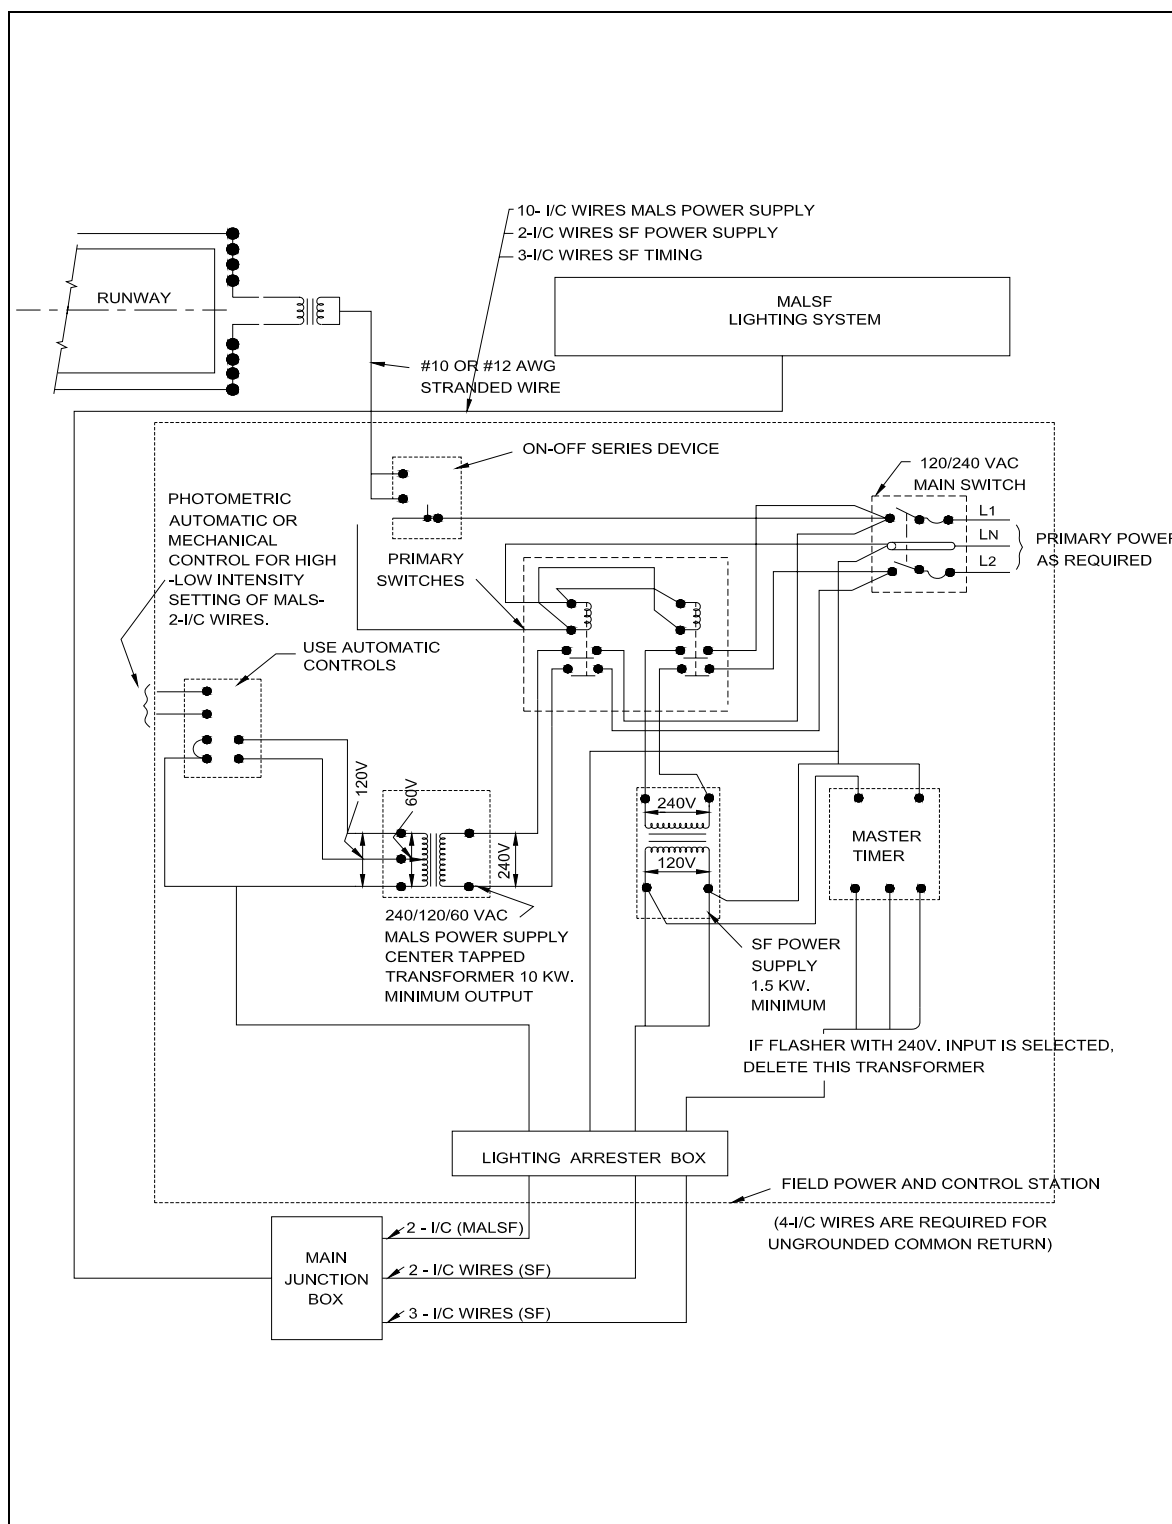 10- I/C WIRES MALS POWER SUPPLY
2-I/C WIRES SF POWER SUPPLY
3-I/C WIRES SF TIMING
RUNWAY
MALSF
LIGHTING SYSTEM
#10 OR #12 AWG
STRANDED WIRE
ON-OFF SERIES DEVICE
120/240 VAC
MAIN SWITCH
L1
LN
L2
PRIMARY POWER
AS REQUIRED
PHOTOMETRIC
AUTOMATIC OR
MECHANICAL
CONTROL FOR HIGH
-LOW INTENSITY
SETTING OF MALS-
2-I/C WIRES.
PRIMARY
SWITCHES
USE AUTOMATIC
CONTROLS
120V
60V
240V
240V
120V
MASTER
TIMER
240/120/60 VAC
MALS POWER SUPPLY
CENTER TAPPED
TRANSFORMER 10 KW.
MINIMUM OUTPUT
SF POWER
SUPPLY
1.5 KW.
MINIMUM
IF FLASHER WITH 240V. INPUT IS SELECTED,
DELETE THIS TRANSFORMER
LIGHTING ARRESTER BOX
FIELD POWER AND CONTROL STATION
(4-I/C WIRES ARE REQUIRED FOR
UNGROUNDED COMMON RETURN)
MAIN
JUNCTION
BOX
2 - I/C (MALSF)
2 - I/C WIRES (SF)
3 - I/C WIRES (SF)